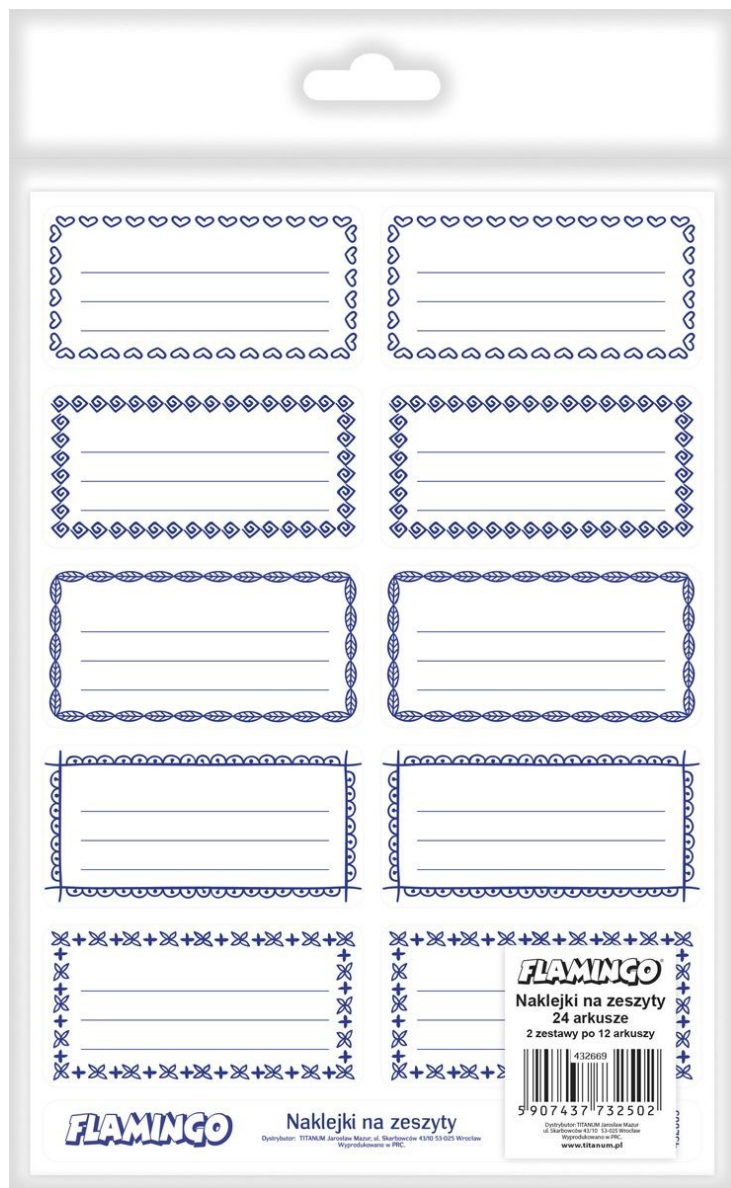 FLAMINGO®
Naklejki na zeszyty
24 arkusze
2 zestawy po 12 arkuszy
432669
5 907437 732502
Dystrybutor: TITANUM Jarosław Mazur
ul. Skarbowców 43/10 53-025 Wrocław
Wyprodukowano w PRC.
www.titanum.pl
FLAMINGO
Naklejki na zeszyty
Dystrybutor: TITANUM Jarosław Mazur, ul. Skarbowców 43/10 53-025 Wrocław
Wyprodukowano w PRC.